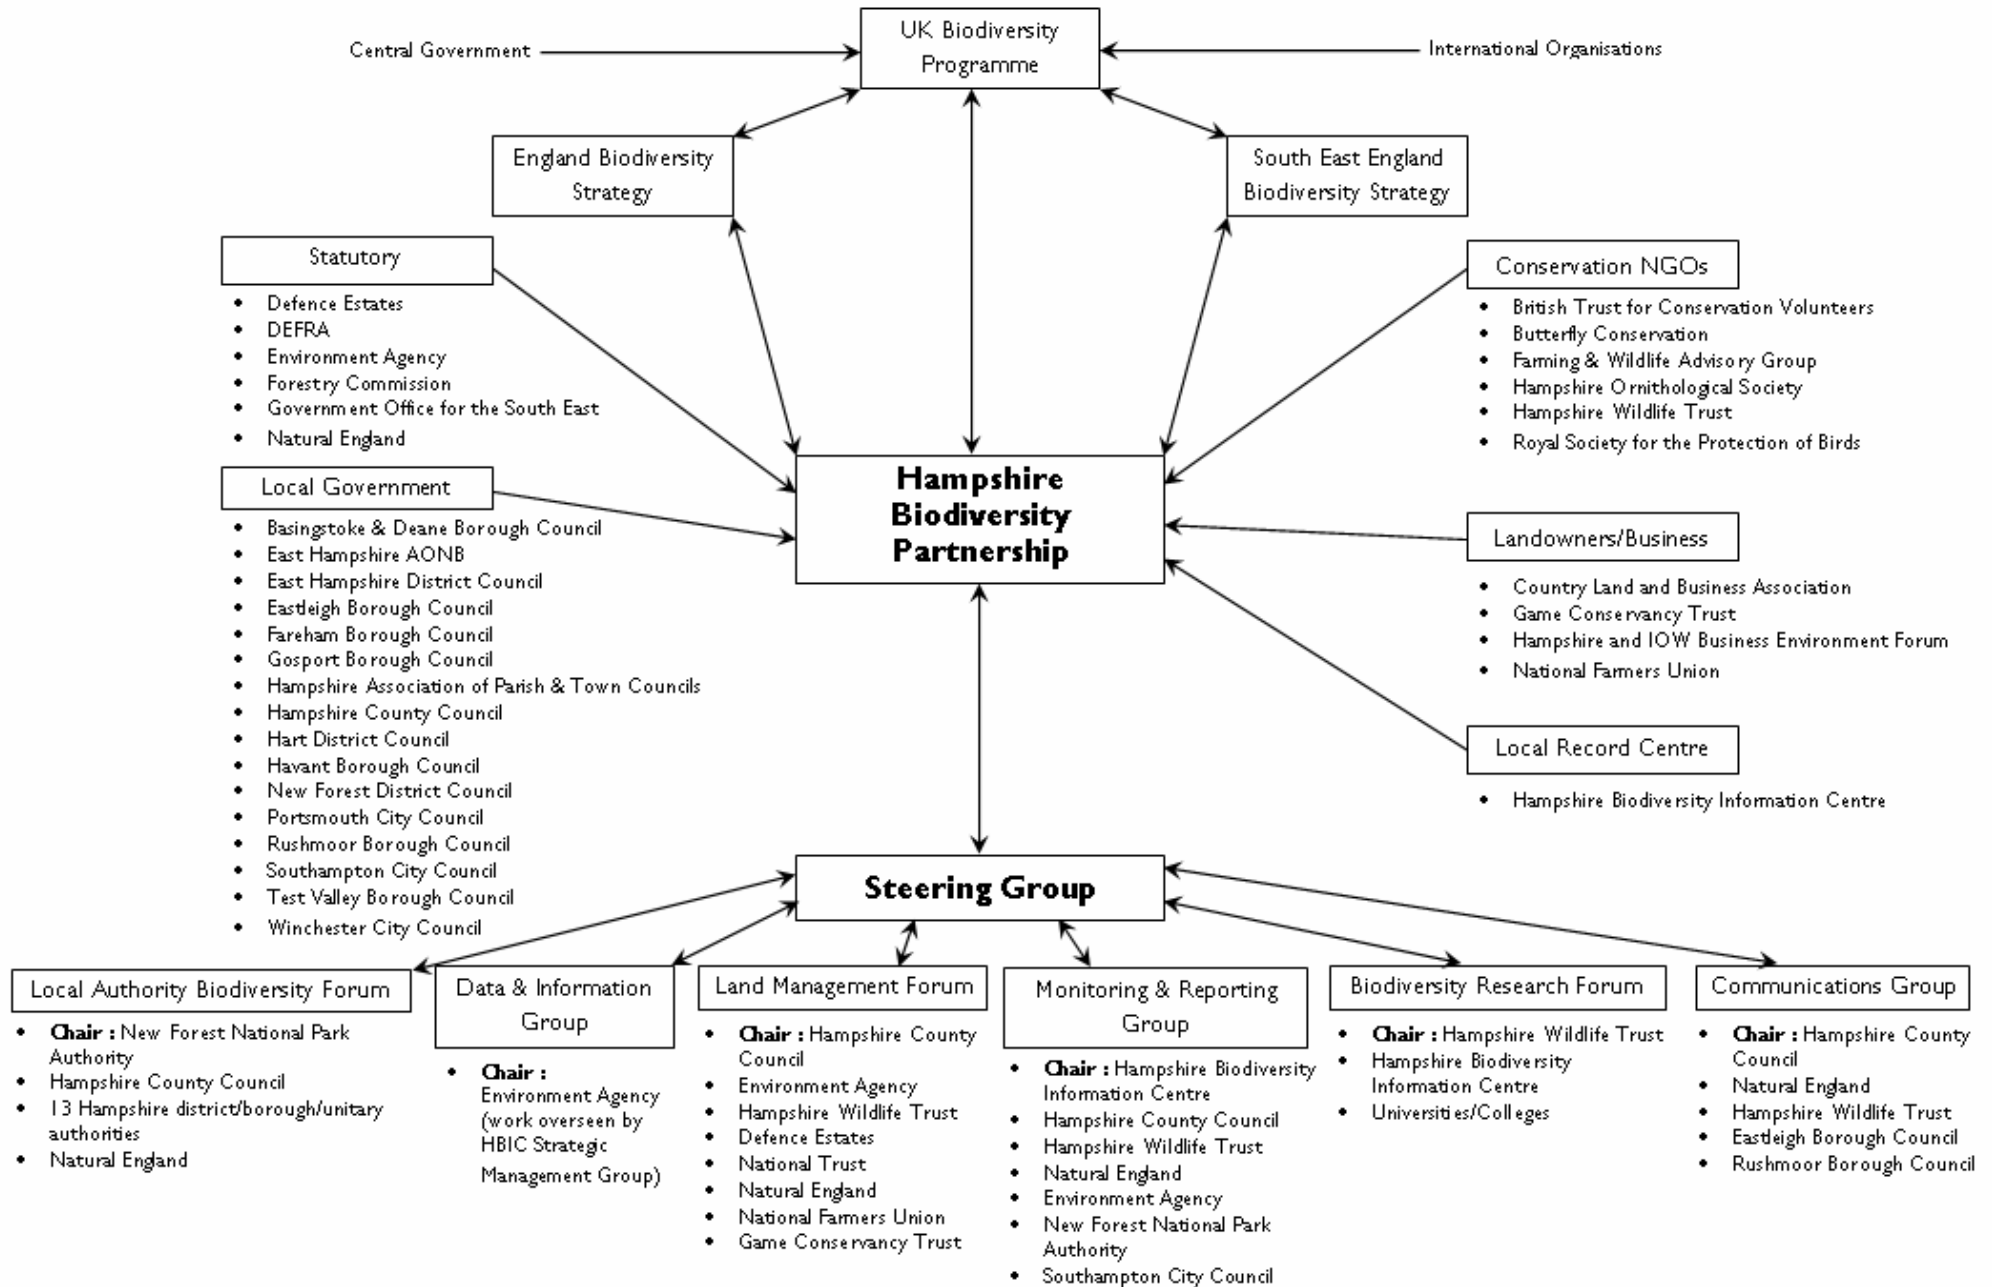 UK Biodiversity
Programme
Central Government
International Organisations
England Biodiversity
Strategy
South East England
Biodiversity Strategy
Statutory
• Defence Estates
• DEFRA
• Environment Agency
• Forestry Commission
• Government Office for the South East
• Natural England
Conservation NGOs
• British Trust for Conservation Volunteers
• Butterfly Conservation
• Farming & Wildlife Advisory Group
• Hampshire Ornithological Society
• Hampshire Wildlife Trust
• Royal Society for the Protection of Birds
Local Government
• Basingstoke & Deane Borough Council
• East Hampshire AONB
• East Hampshire District Council
• Eastleigh Borough Council
• Fareham Borough Council
• Gosport Borough Council
• Hampshire Association of Parish & Town Councils
• Hampshire County Council
• Hart District Council
• Havant Borough Council
• New Forest District Council
• Portsmouth City Council
• Rushmoor Borough Council
• Southampton City Council
• Test Valley Borough Council
• Winchester City Council
Hampshire
Biodiversity
Partnership
Landowners/Business
• Country Land and Business Association
• Game Conservancy Trust
• Hampshire and IOW Business Environment Forum
• National Farmers Union
Local Record Centre
• Hampshire Biodiversity Information Centre
Steering Group
Local Authority Biodiversity Forum
• Chair : New Forest National Park
Authority
• Hampshire County Council
• 13 Hampshire district/borough/unitary
authorities
• Natural England
Data & Information
Group
• Chair :
Environment Agency
(work overseen by
HBIC Strategic
Management Group)
Land Management Forum
• Chair : Hampshire County
Council
• Environment Agency
• Hampshire Wildlife Trust
• Defence Estates
• National Trust
• Natural England
• National Farmers Union
• Game Conservancy Trust
Monitoring & Reporting
Group
• Chair : Hampshire Biodiversity
Information Centre
• Hampshire County Council
• Hampshire Wildlife Trust
• Natural England
• Environment Agency
• New Forest National Park
Authority
• Southampton City Council
Biodiversity Research Forum
• Chair : Hampshire Wildlife Trust
• Hampshire Biodiversity
Information Centre
• Universities/Colleges
Communications Group
• Chair : Hampshire County
Council
• Natural England
• Hampshire Wildlife Trust
• Eastleigh Borough Council
• Rushmoor Borough Council